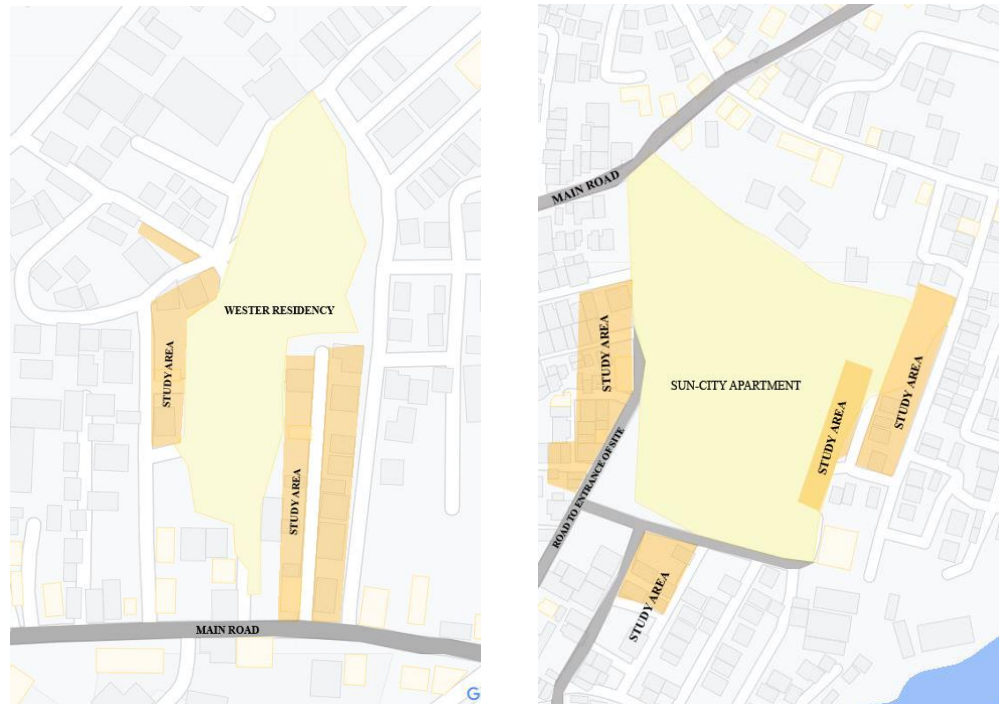 WESTER RESIDENCY
STUDY AREA
STUDY AREA
MAIN ROAD
G
MAIN ROAD
STUDY AREA
SUN-CITY APARTMENT
STUDY AREA
STUDY AREA
ROAD TO ENTRANCE OF SITE
STUDY AREA